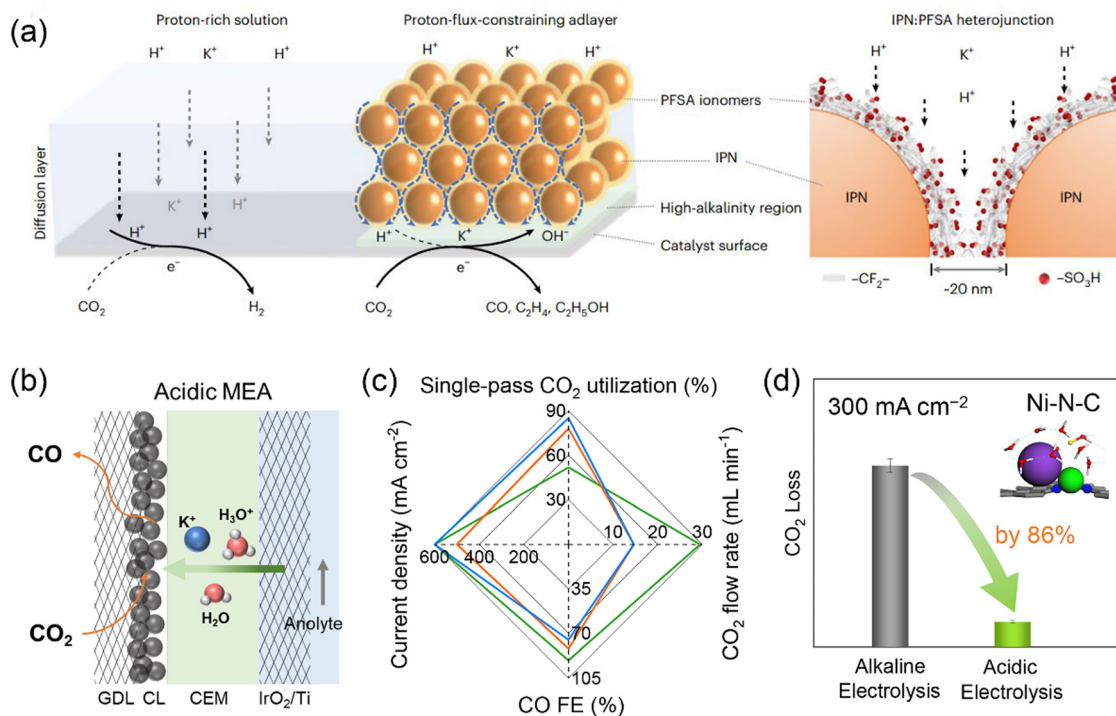 (a)
Proton-rich solution
Proton-flux-constraining adlayer
IPN:PFSA heterojunction
H⁺
K⁺
H⁺
H⁺
K⁺
H⁺
H⁺
K⁺
H⁺
H⁺
Diffusion layer
K⁺
H⁺
H⁺
H⁺
e⁻
CO₂
H₂
H⁺
K⁺
OH⁻
e⁻
CO₂
CO, C₂H₄, C₂H₅OH
PFSA ionomers
IPN
High-alkalinity region
Catalyst surface
IPN
IPN
~20 nm
–CF₂–
–SO₃H
(b)
Acidic MEA
CO
CO₂
K⁺
H₃O⁺
H₂O
Anolyte
GDL
CL
CEM
IrO₂/Ti
(c)
Single-pass CO₂ utilization (%)
Current density (mA cm⁻²)
CO₂ flow rate (mL min⁻¹)
CO FE (%)
90
60
30
600
400
200
10
20
30
35
70
105
(d)
300 mA cm⁻²
Ni-N-C
CO₂ Loss
by 86%
Alkaline
Electrolysis
Acidic
Electrolysis